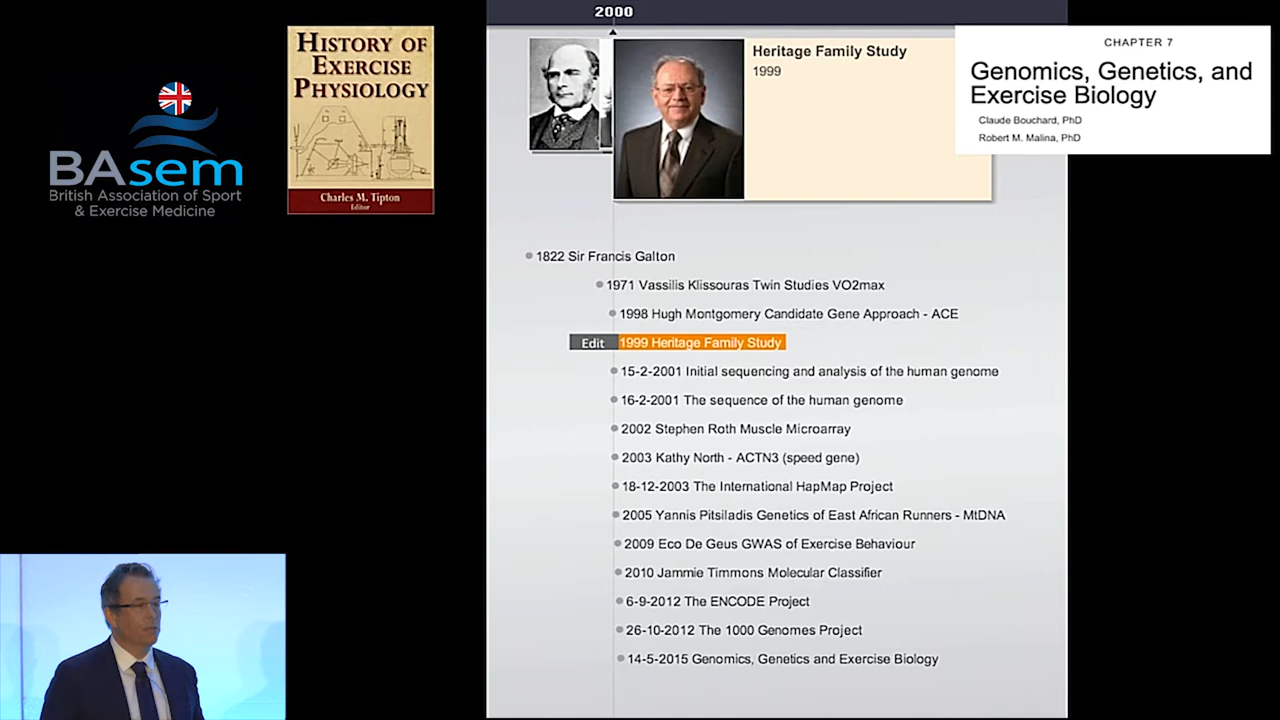 2000
HISTORY OF
EXERCISE
PHYSIOLOGY
Charles M. Tipton
Editor
BAsem
British Association of Sport
& Exercise Medicine
Heritage Family Study
1999
CHAPTER 7
Genomics, Genetics, and
Exercise Biology
Claude Bouchard, PhD
Robert M. Malina, PhD
1822 Sir Francis Galton
1971 Vassilis Klissouras Twin Studies VO2max
1998 Hugh Montgomery Candidate Gene Approach - ACE
Edit 1999 Heritage Family Study
15-2-2001 Initial sequencing and analysis of the human genome
16-2-2001 The sequence of the human genome
2002 Stephen Roth Muscle Microarray
2003 Kathy North - ACTN3 (speed gene)
18-12-2003 The International HapMap Project
2005 Yannis Pitsiladis Genetics of East African Runners - MtDNA
2009 Eco De Geus GWAS of Exercise Behaviour
2010 Jammie Timmons Molecular Classifier
6-9-2012 The ENCODE Project
26-10-2012 The 1000 Genomes Project
14-5-2015 Genomics, Genetics and Exercise Biology